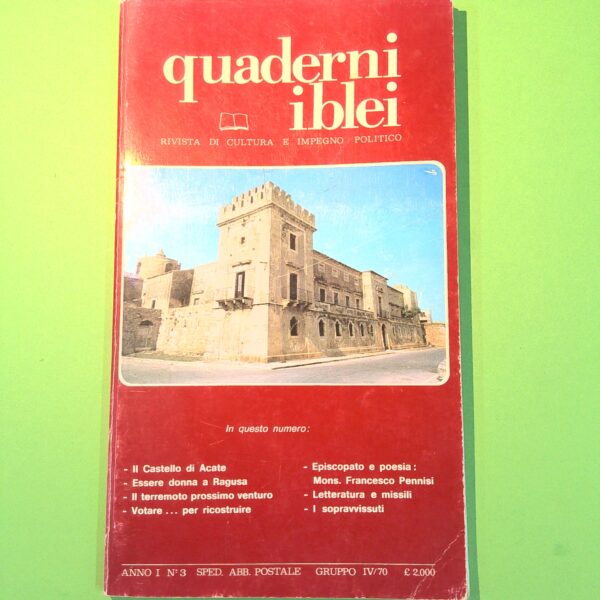 quaderni
iblei
RIVISTA DI CULTURA E IMPEGNO POLITICO
In questo numero:
- Il Castello di Acate
- Essere donna a Ragusa
- Il terremoto prossimo venturo
- Votare... per ricostruire
- Episcopato e poesia:
Mons. Francesco Pennisi
- Letteratura e missili
- I sopravvissuti
ANNO I N° 3 SPED. ABB. POSTALE GRUPPO IV/70 £ 2.000